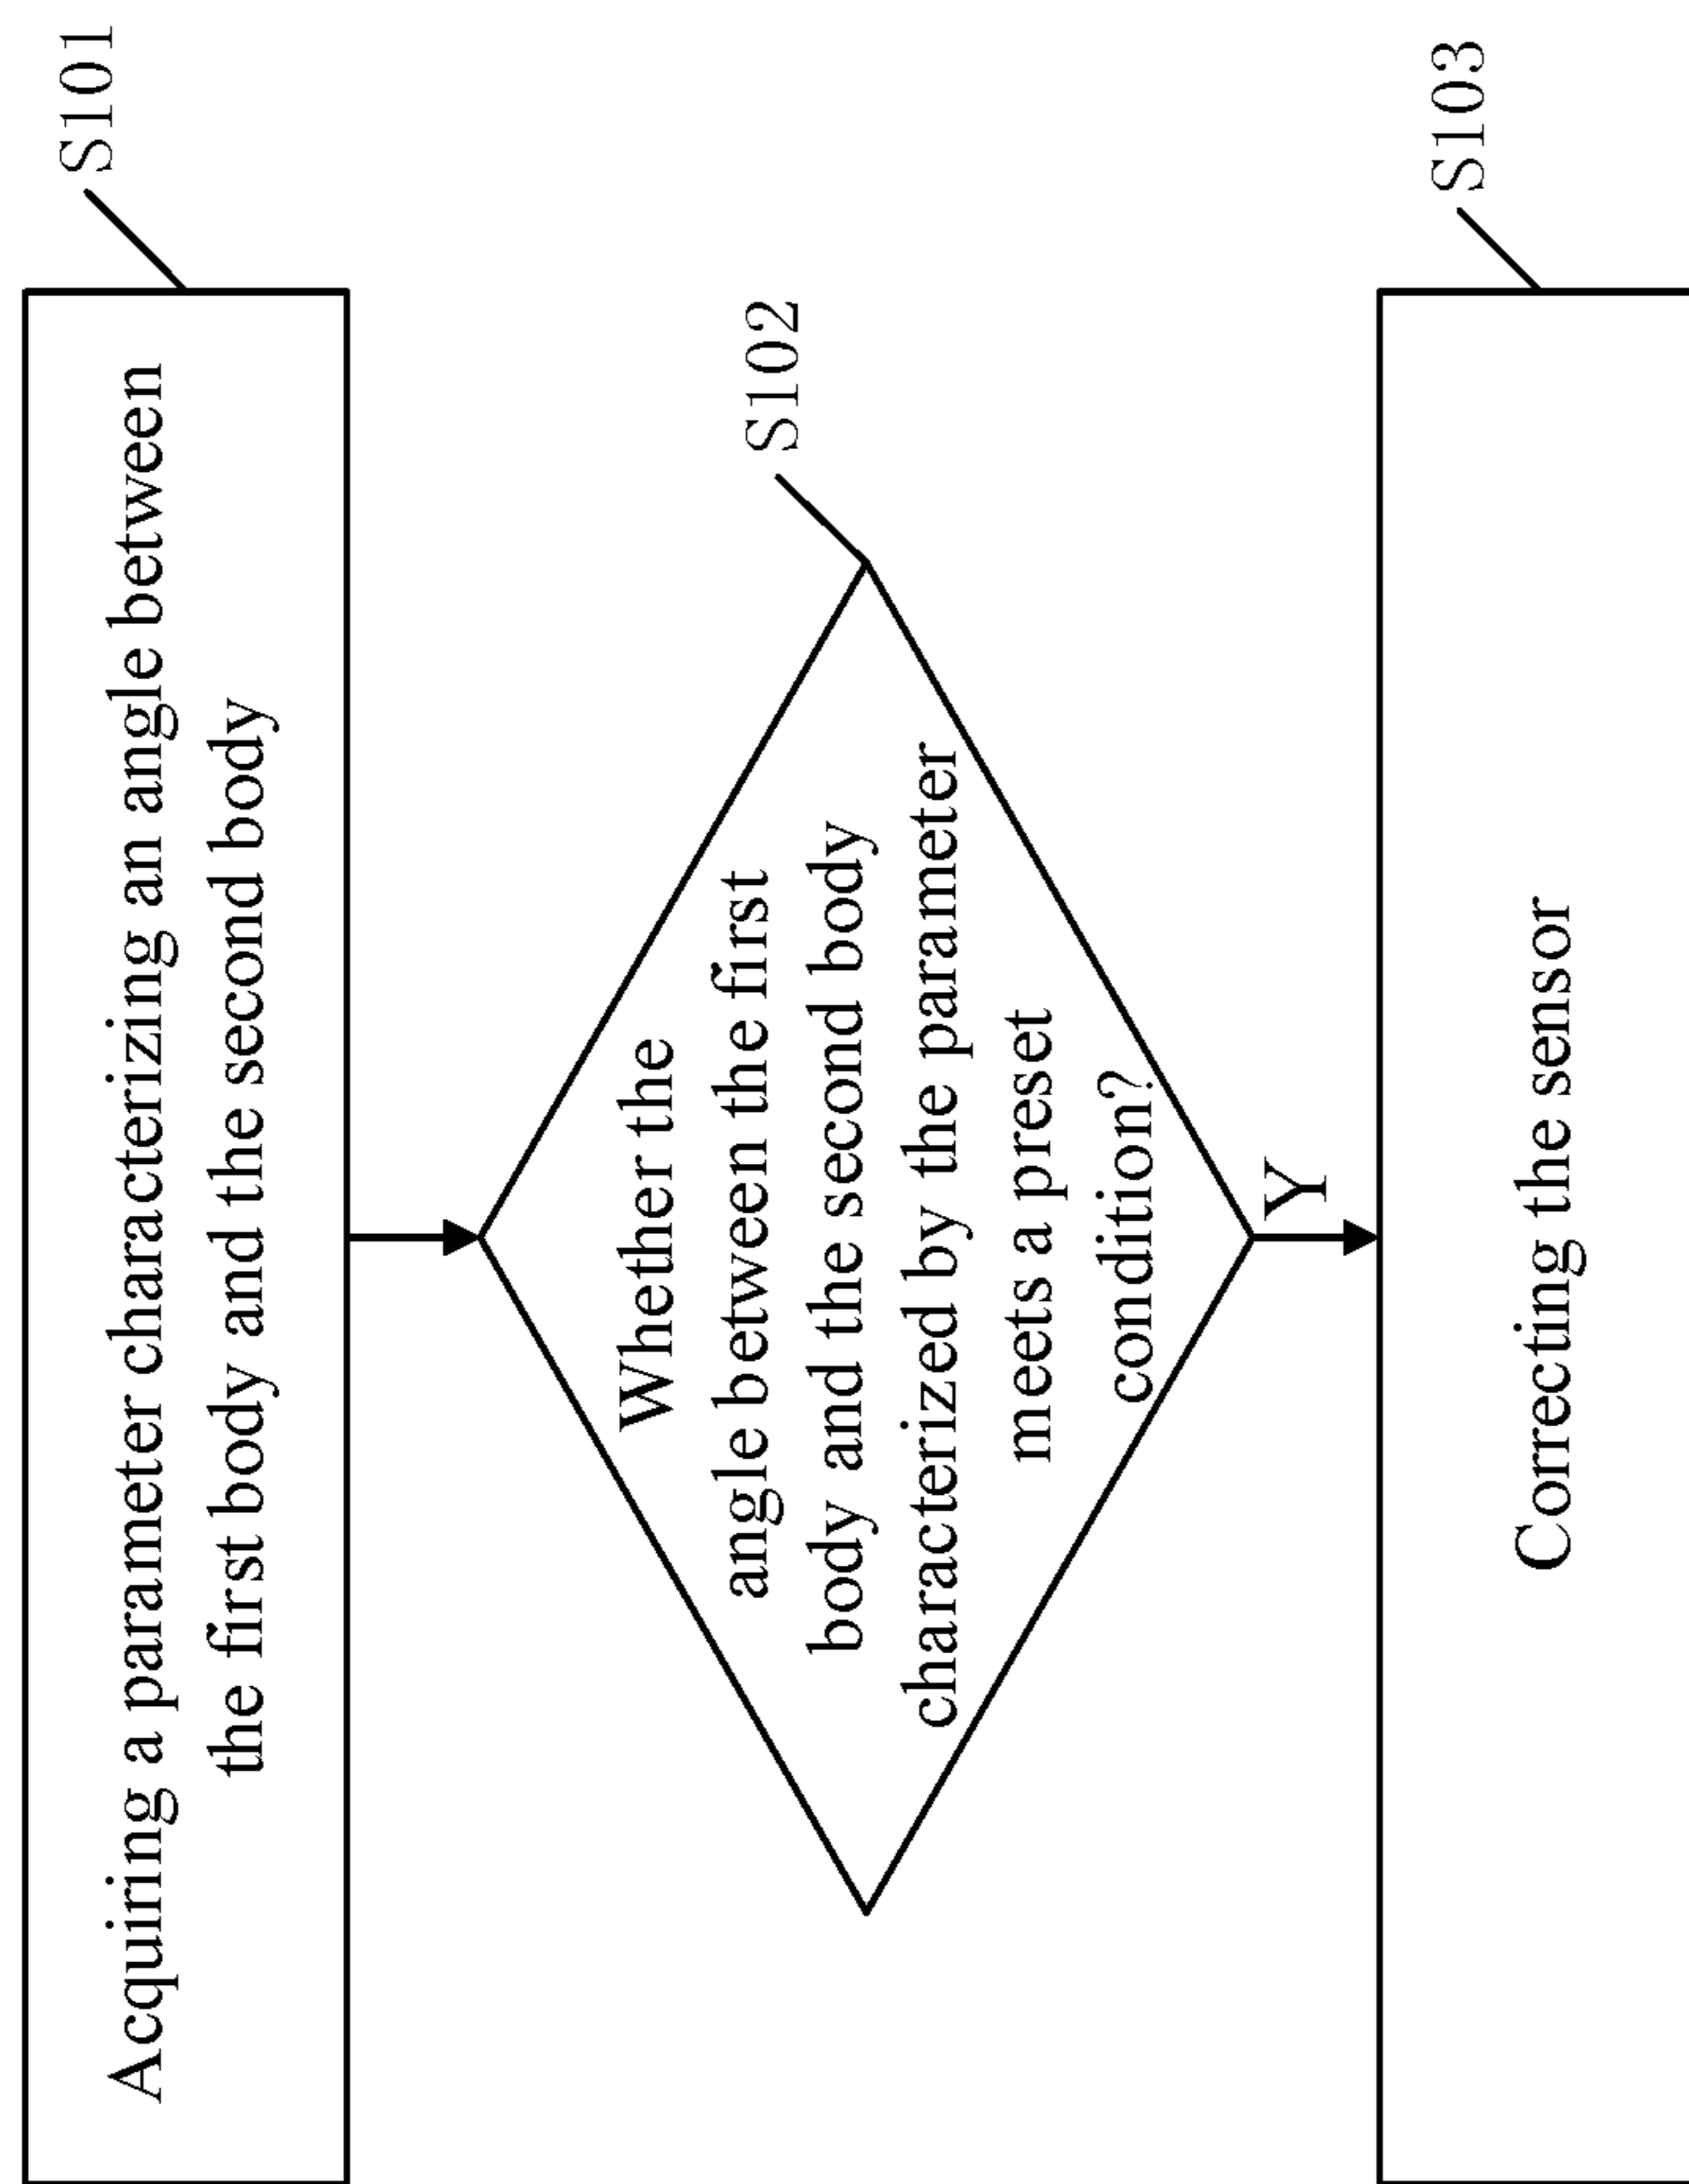 S101
Acquiring a parameter characterizing an angle between
the first body and the second body
S102
Whether the
angle between the first
body and the second body
characterized by the parameter
meets a preset
condition?
Y
S103
Correcting the sensor